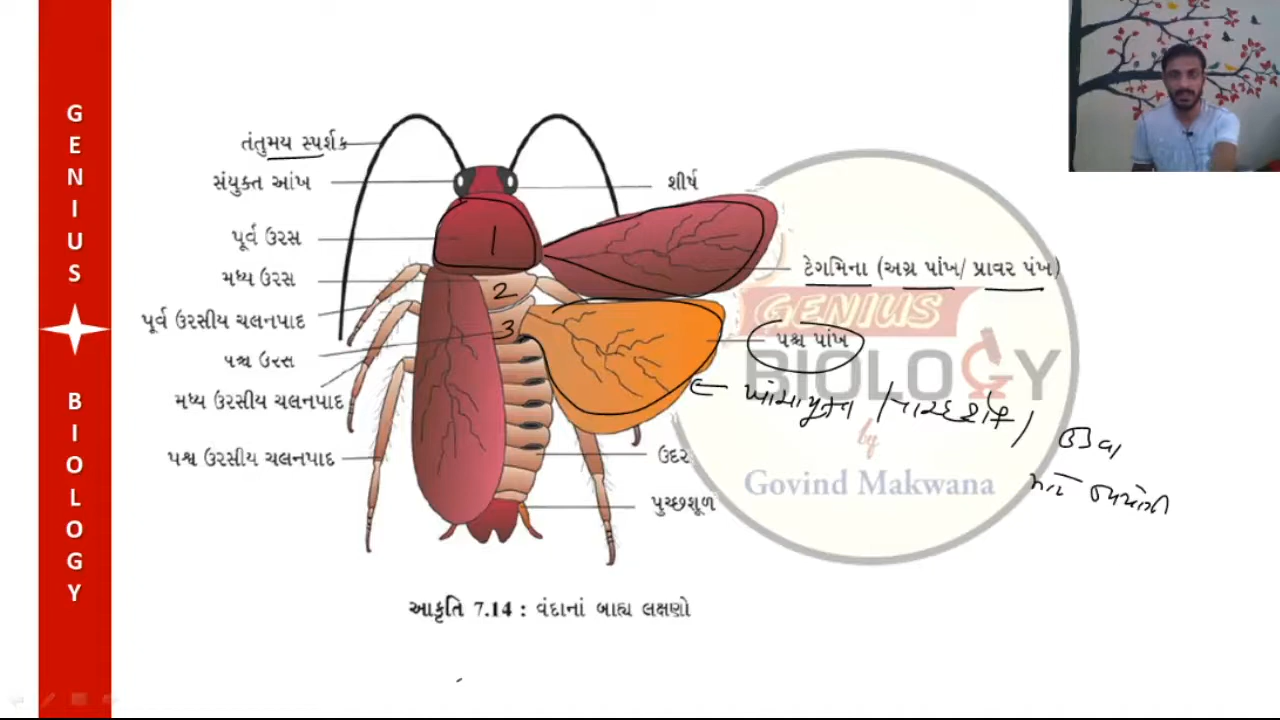 GENIUS BIOLOGY
તંતુમય સ્પર્શક
સંયુક્ત આંખ
શીર્ષ
પૂર્વ ઉરસ
1
ટેગમિના (અગ્ર પાંખ/ પ્રાવર પંખ)
મધ્ય ઉરસ
2
પૂર્વ ઉરસીય ચલનપાદ
GENIUS
3
પશ્ચ પાંખ
પશ્ચ ઉરસ
BIOLOGY
મધ્ય ઉરસીય ચલનપાદ
by
પશ્વ ઉરસીય ચલનપાદ
ઉદર
Govind Makwana
પુચ્છશૂળ
આકૃતિ 7.14 : વંદાનાં બાહ્ય લક્ષણો